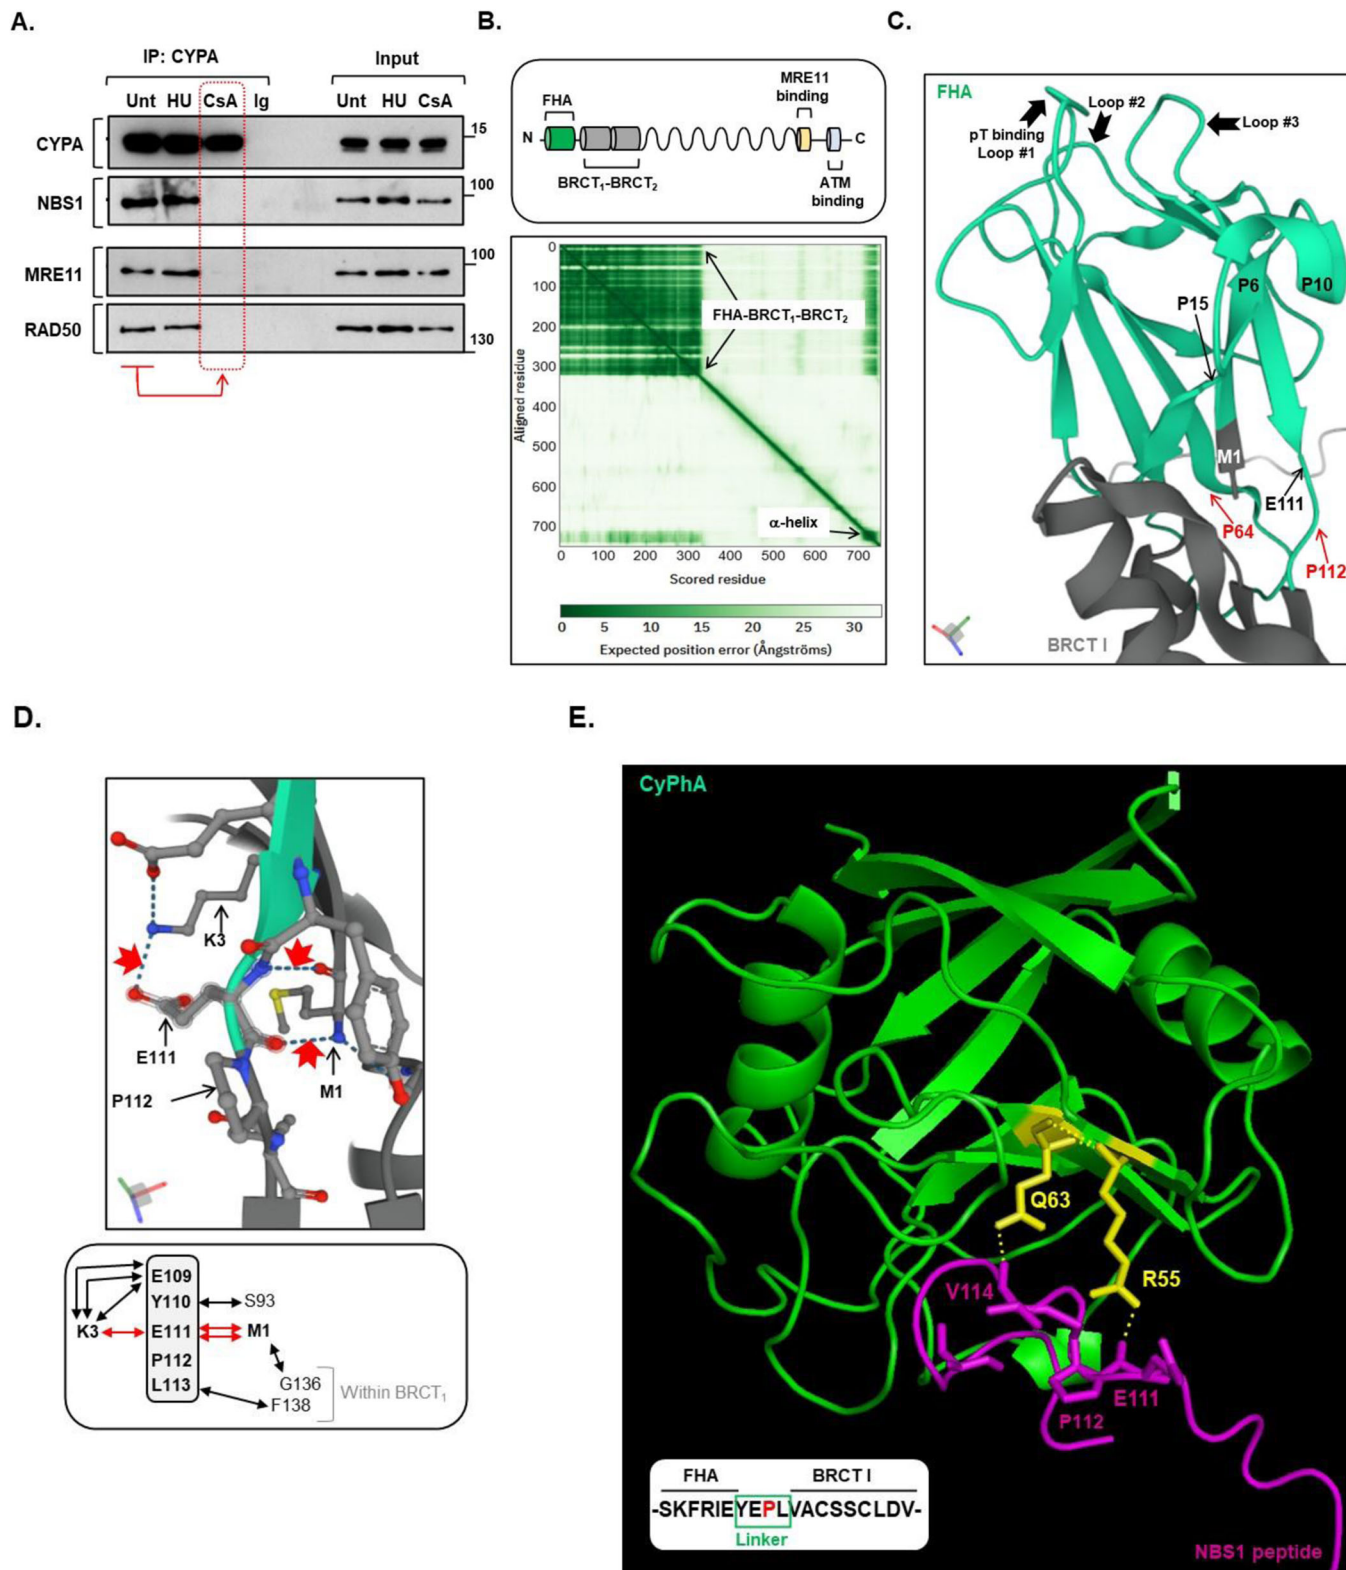 A.
IP: CYPA
Input
Unt HU CsA Ig
Unt HU CsA
CYPA
15
NBS1
100
MRE11
100
RAD50
130
B.
MRE11
binding
FHA
N
C
BRCT1-BRCT2
ATM
binding
0
100
200
300
400
500
600
700
Aligned residue
FHA-BRCT1-BRCT2
α-helix
0 100 200 300 400 500 600 700
Scored residue
0 5 10 15 20 25 30
Expected position error (Ångströms)
C.
FHA
Loop #2
pT binding
Loop #1
Loop #3
P6
P10
P15
M1
E111
P64
P112
BRCT I
D.
K3
E111
M1
P112
E109
Y110
S93
K3
E111
M1
P112
G136
L113
F138
Within BRCT1
E.
CyPhA
Q63
R55
V114
E111
P112
FHA
BRCT I
-SKFRIEYEPLVACSSCLDV-
Linker
NBS1 peptide